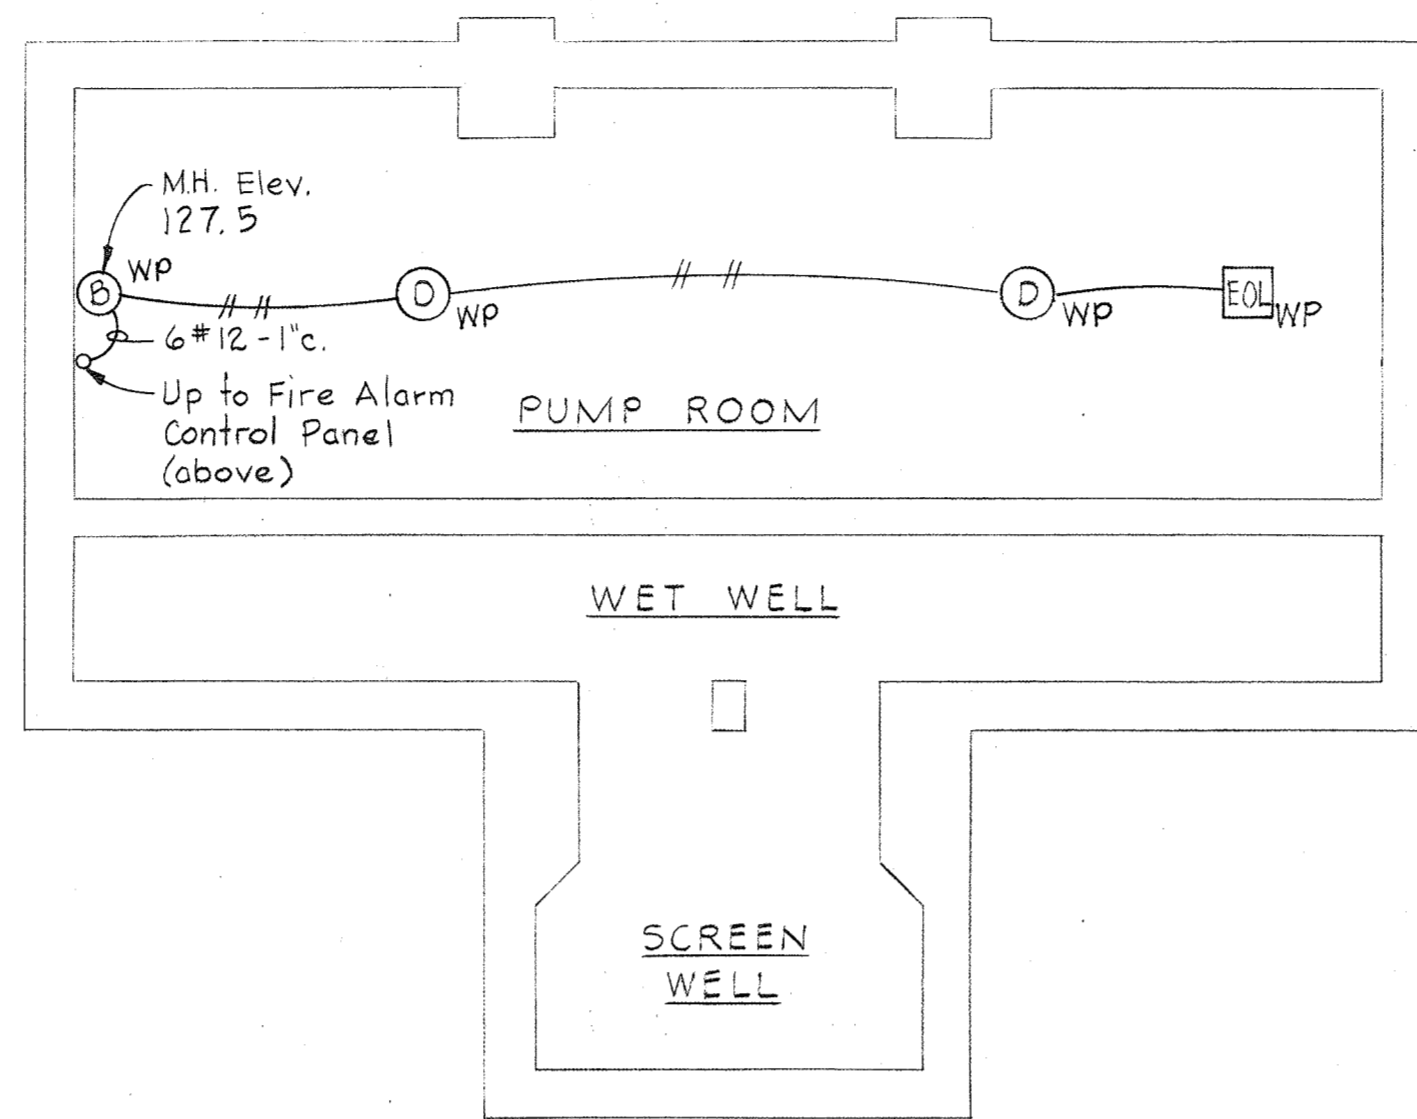 M.H. Elev.
127.5
B
WP
D
WP
D
WP
EOL
WP
6#12-1"c.
Up to Fire Alarm
Control Panel
(above)
PUMP ROOM
WET WELL
SCREEN
WELL